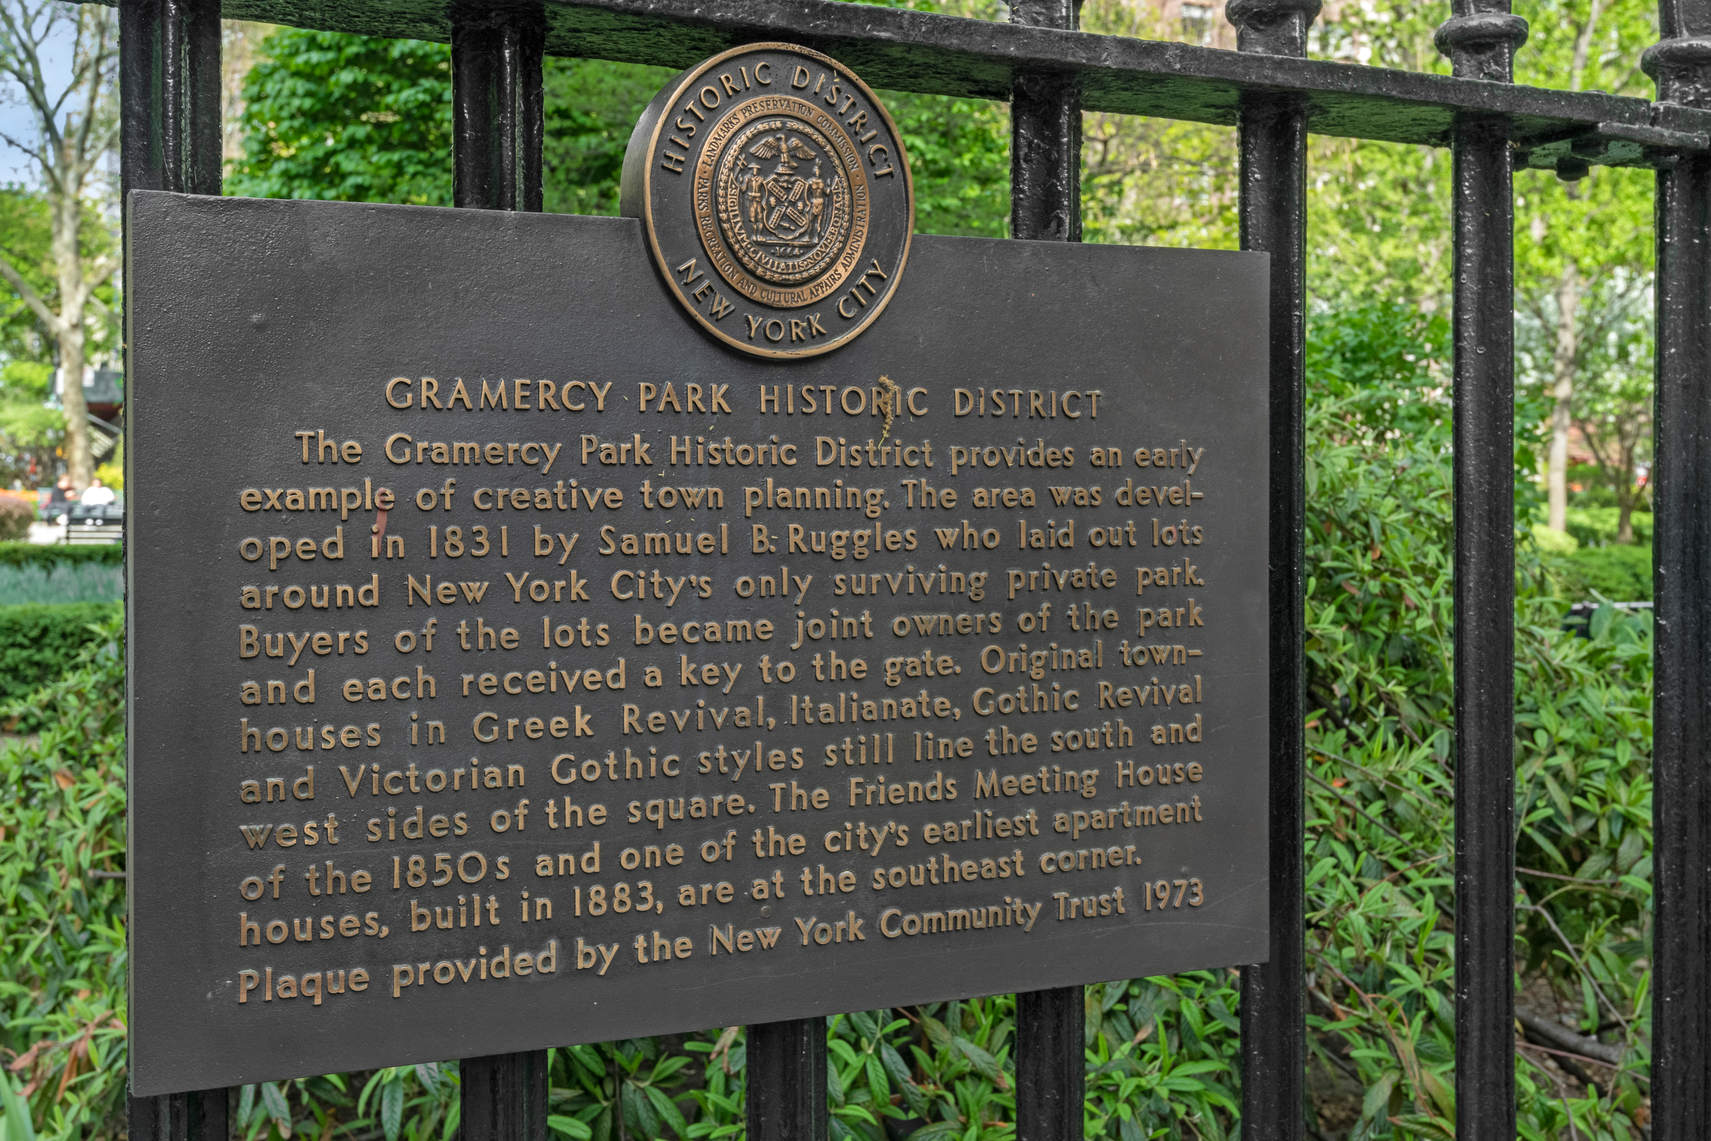 HISTORIC DISTRICT
LANDMARKS PRESERVATION COMMISSION ·
PARKS, RECREATION, AND CULTURAL AFFAIRS ADMINISTRATION
SIGILLVM CIVITATIS NOVI EBORACI
1664
NEW YORK CITY
GRAMERCY PARK HISTORIC DISTRICT
The Gramercy Park Historic District provides an early
example of creative town planning. The area was devel-
oped in 1831 by Samuel B. Ruggles who laid out lots
around New York City's only surviving private park.
Buyers of the lots became joint owners of the park
and each received a key to the gate. Original town-
houses in Greek Revival, Italianate, Gothic Revival
and Victorian Gothic styles still line the south and
west sides of the square. The Friends Meeting House
of the 1850s and one of the city's earliest apartment
houses, built in 1883, are at the southeast corner.
Plaque provided by the New York Community Trust 1973